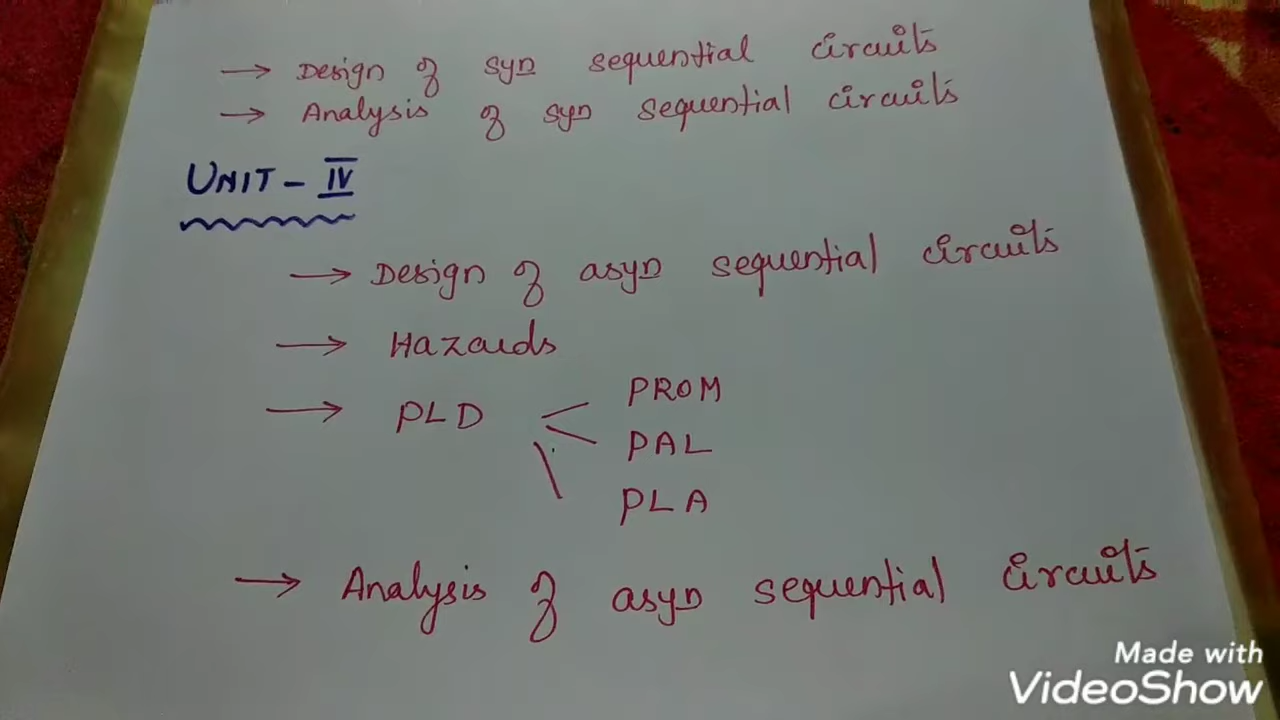 → Design of syn sequential circuits
→ Analysis of syn sequential circuits
UNIT - IV
→ Design of asyn sequential circuits
→ Hazards
→ PLD
PROM
PAL
PLA
→ Analysis of asyn sequential circuits
Made with
VideoShow